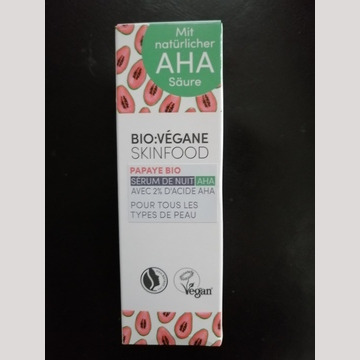 Mit
natürlicher
AHA
Säure
BIO:VÉGANE
SKINFOOD
PAPAYE BIO
SÉRUM DE NUIT AHA
AVEC 2% D'ACIDE AHA
POUR TOUS LES
TYPES DE PEAU
Vegan